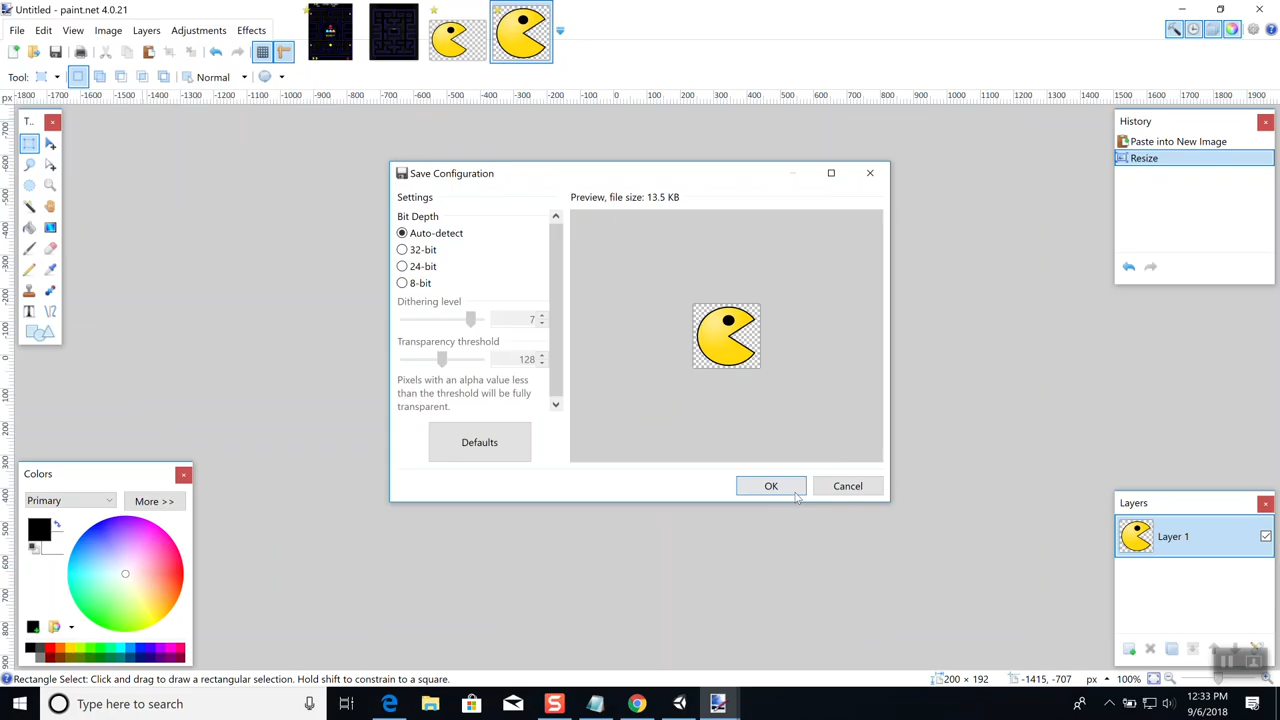 Untitled - paint.net 4.0.21
File Edit View Image Layers Adjustments Effects
Tool: Normal
px -1800 -1700 -1600 -1500 -1400 -1300 -1200 -1100 -1000 -900 -800 -700 -600 -500 -400 -300 -200 -100 0 100 200 300 400 500 600 700 800 900 1000 1100 1200 1300 1400 1500 1600 1700 1800 1900
T..
History
Paste into New Image
Resize
Save Configuration
Settings
Preview, file size: 13.5 KB
Bit Depth
Auto-detect
32-bit
24-bit
8-bit
Dithering level
7
Transparency threshold
128
Pixels with an alpha value less
than the threshold will be fully
transparent.
Defaults
OK Cancel
Colors
Primary More >>
Layers
Layer 1
Rectangle Select: Click and drag to draw a rectangular selection. Hold shift to constrain to a square.
200 × 192 -1415, -707 px 100%
Type here to search
12:33 PM
9/6/2018